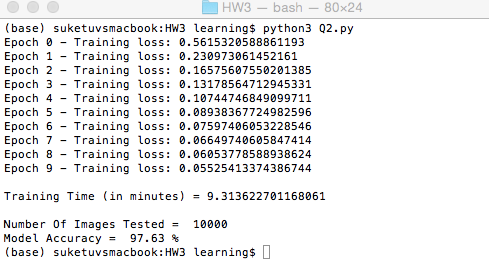 HW3 — bash — 80×24
(base) suketuvsmacbook:HW3 learning$ python3 Q2.py
Epoch 0 - Training loss: 0.5615320588861193
Epoch 1 - Training loss: 0.230973061452161
Epoch 2 - Training loss: 0.16575607550201385
Epoch 3 - Training loss: 0.13178564712945331
Epoch 4 - Training loss: 0.10744746849099711
Epoch 5 - Training loss: 0.08938367724982596
Epoch 6 - Training loss: 0.07597406053228546
Epoch 7 - Training loss: 0.06649740605847414
Epoch 8 - Training loss: 0.06053778588938624
Epoch 9 - Training loss: 0.05525413374386744
Training Time (in minutes) = 9.313622701168061
Number Of Images Tested =  10000
Model Accuracy =  97.63 %
(base) suketuvsmacbook:HW3 learning$